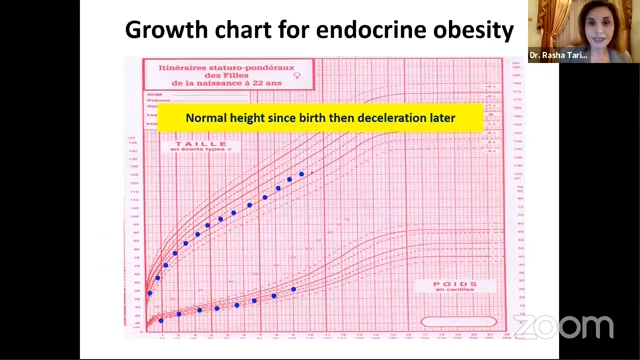 Growth chart for endocrine obesity
Dr. Rasha Tari...
Itinéraires staturo-pondéraux
des Filles
de la naissance à 22 ans
NOM
Prénom
Normal height since birth then deceleration later
TAILLE
en écarts types σ
POIDS
en centiles
zoom